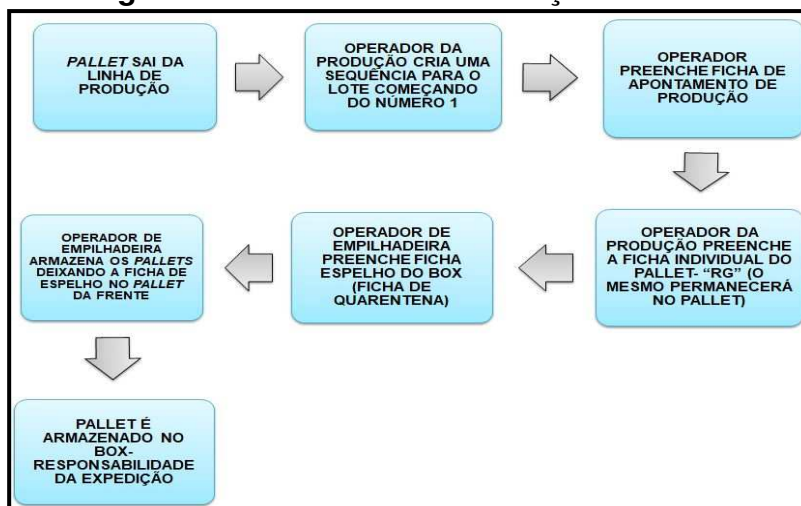 PALLET SAI DA
LINHA DE
PRODUÇÃO
OPERADOR DA
PRODUÇÃO CRIA UMA
SEQUÊNCIA PARA O
LOTE COMEÇANDO
DO NÚMERO 1
OPERADOR
PREENCHE FICHA DE
APONTAMENTO DE
PRODUÇÃO
OPERADOR DA
PRODUÇÃO PREENCHE
A FICHA INDIVIDUAL DO
PALLET- “RG” (O
MESMO PERMANECERÁ
NO PALLET)
OPERADOR DE
EMPILHADEIRA
PREENCHE FICHA
ESPELHO DO BOX
(FICHA DE
QUARENTENA)
OPERADOR DE
EMPILHADEIRA
ARMAZENA OS PALLETS
DEIXANDO A FICHA DE
ESPELHO NO PALLET
DA FRENTE
PALLET É
ARMAZENADO NO
BOX-
RESPONSABILIDADE
DA EXPEDIÇÃO